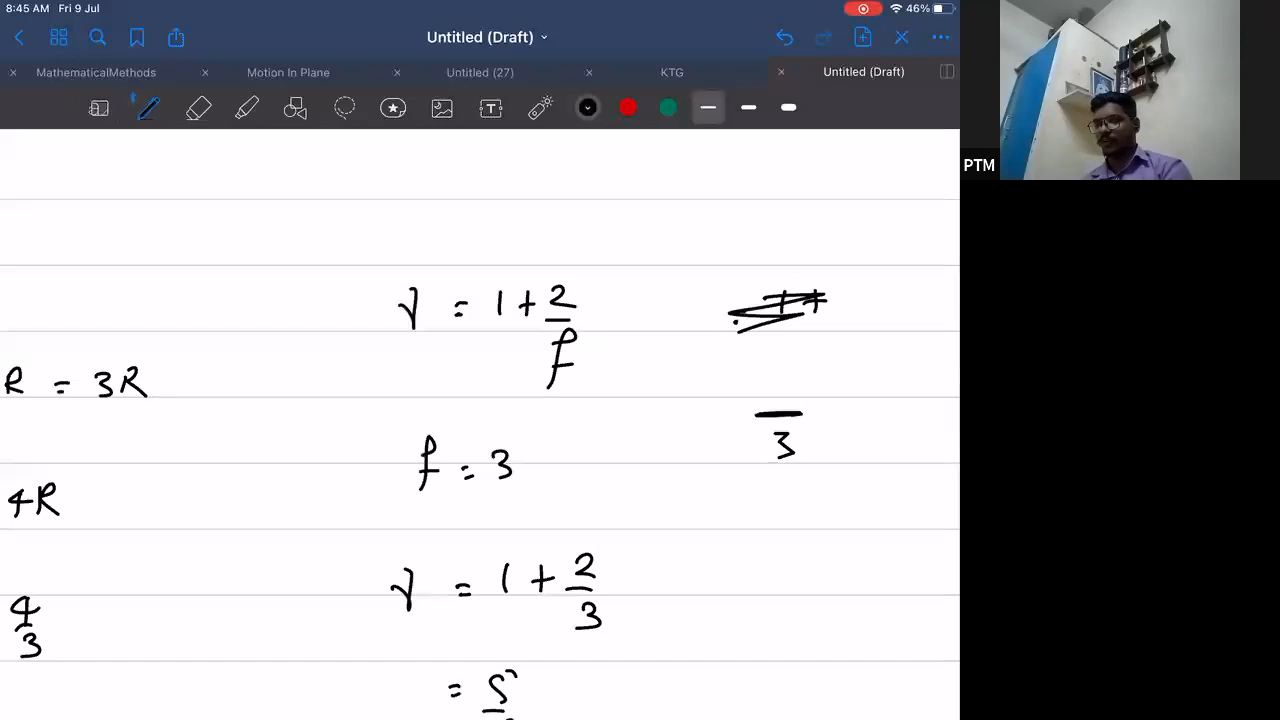 8:45 AM Fri 9 Jul
46%
Untitled (Draft)
MathematicalMethods
Motion In Plane
Untitled (27)
KTG
Untitled (Draft)
PTM
γ = 1 + 2/f
R = 3R
3
f = 3
4R
γ = 1 + 2/3
4/3
= 5